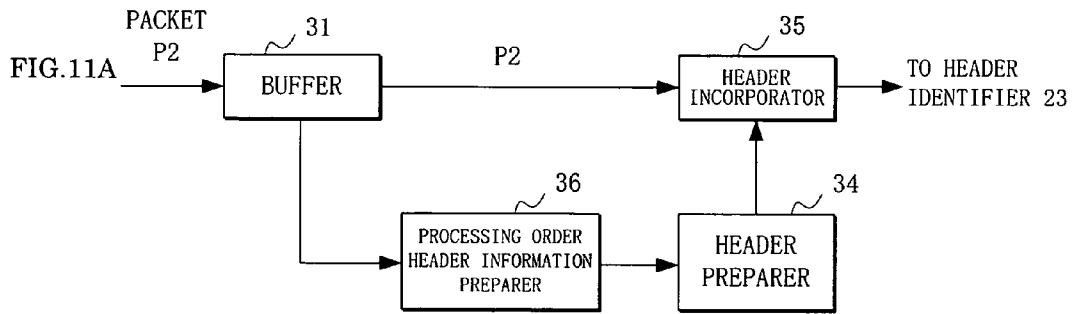 PACKET
P2
FIG.11A
31
BUFFER
P2
35
HEADER
INCORPORATOR
TO HEADER
IDENTIFIER 23
36
PROCESSING ORDER
HEADER INFORMATION
PREPARER
34
HEADER
PREPARER